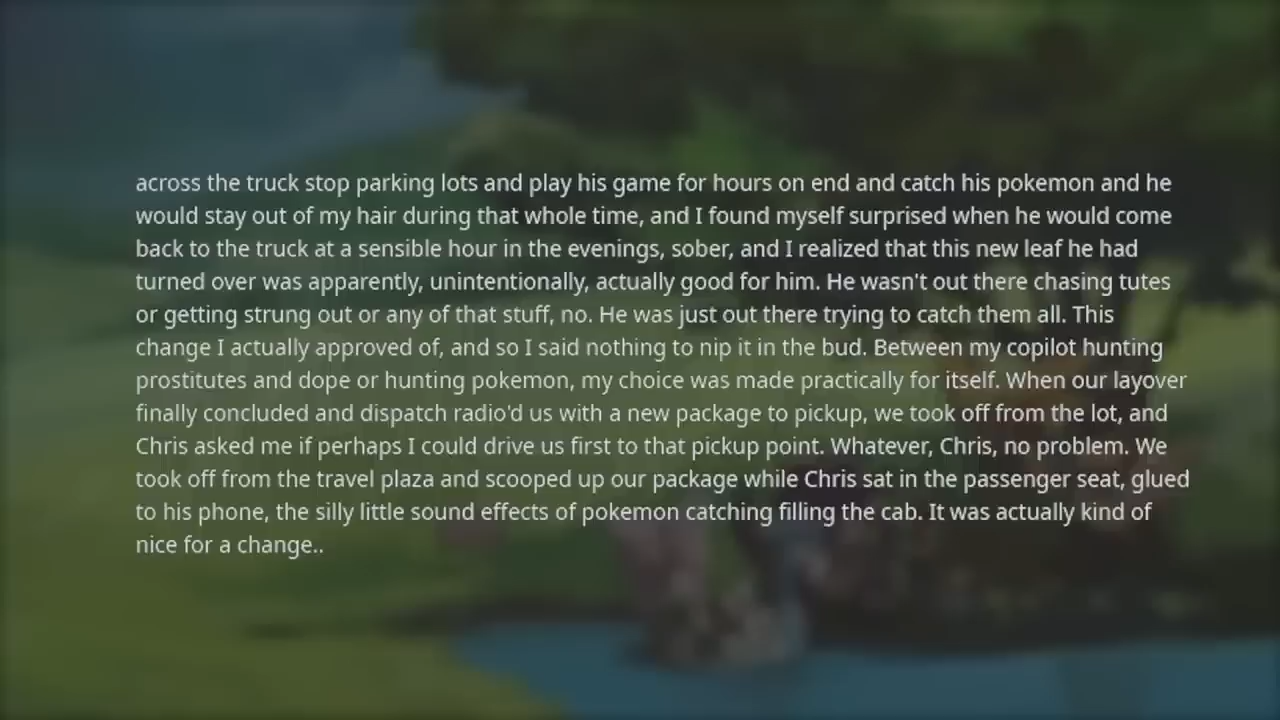 across the truck stop parking lots and play his game for hours on end and catch his pokemon and he
would stay out of my hair during that whole time, and I found myself surprised when he would come
back to the truck at a sensible hour in the evenings, sober, and I realized that this new leaf he had
turned over was apparently, unintentionally, actually good for him. He wasn't out there chasing tutes
or getting strung out or any of that stuff, no. He was just out there trying to catch them all. This
change I actually approved of, and so I said nothing to nip it in the bud. Between my copilot hunting
prostitutes and dope or hunting pokemon, my choice was made practically for itself. When our layover
finally concluded and dispatch radio'd us with a new package to pickup, we took off from the lot, and
Chris asked me if perhaps I could drive us first to that pickup point. Whatever, Chris, no problem. We
took off from the travel plaza and scooped up our package while Chris sat in the passenger seat, glued
to his phone, the silly little sound effects of pokemon catching filling the cab. It was actually kind of
nice for a change..